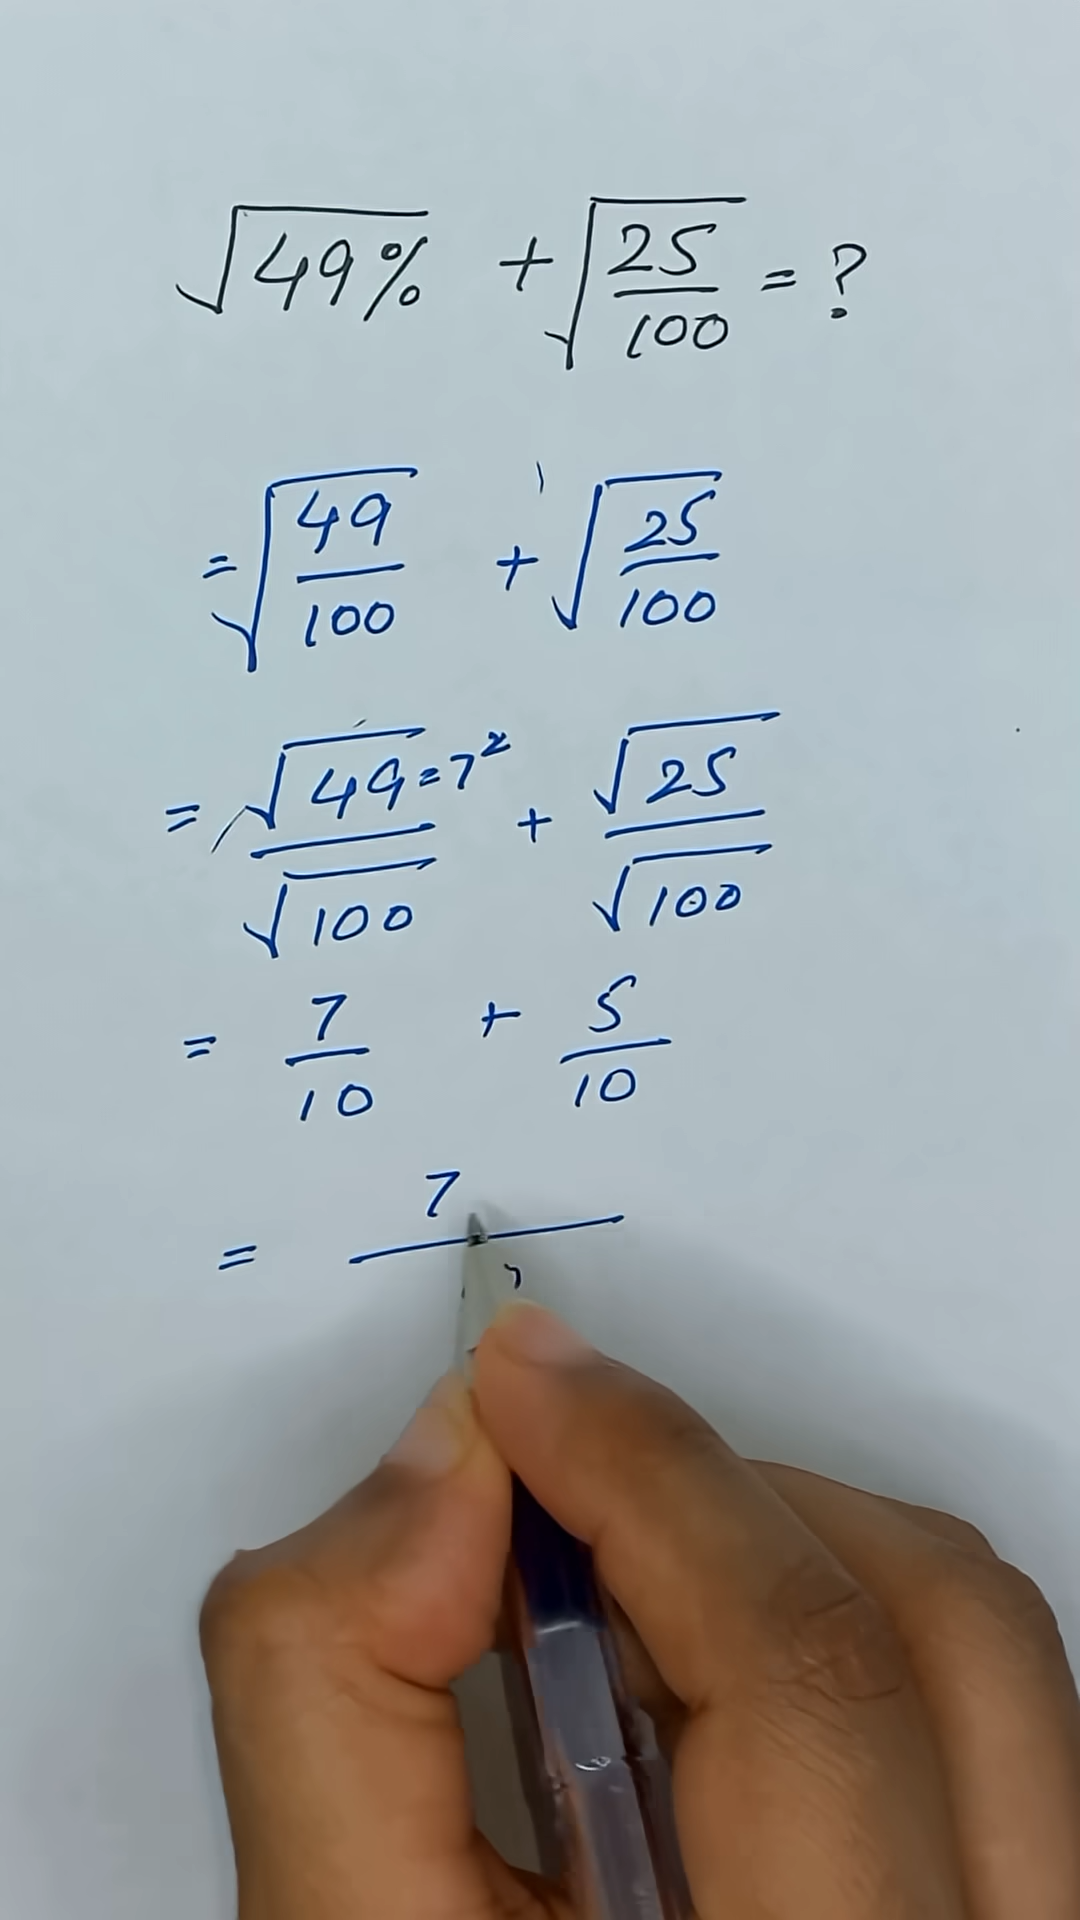 √49% + √25/100 = ?
= √49/100 + √25/100
= √49=7² / √100 + √25 / √100
= 7/10 + 5/10
= 7